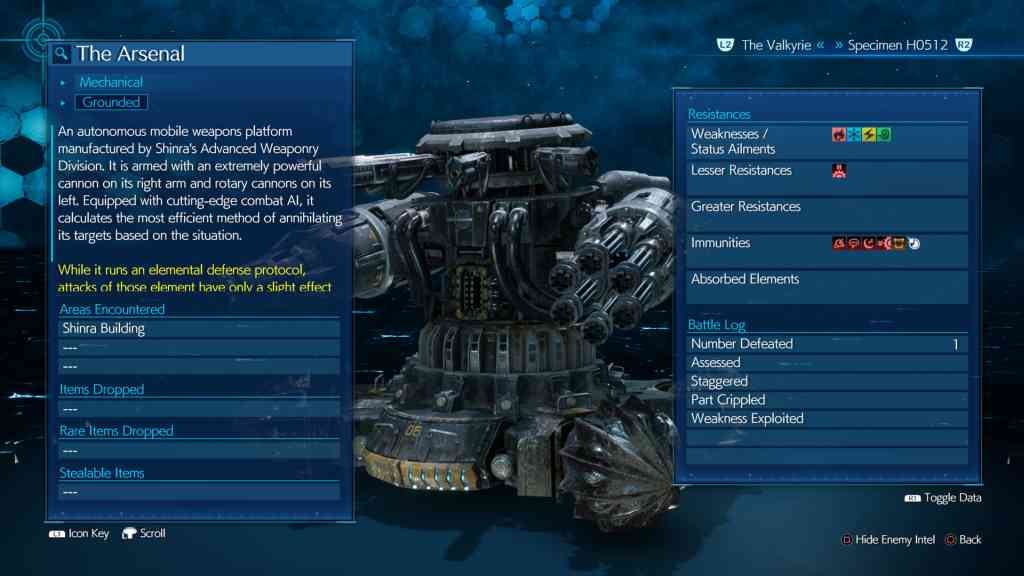 The Arsenal
Mechanical
Grounded
An autonomous mobile weapons platform
manufactured by Shinra's Advanced Weaponry
Division. It is armed with an extremely powerful
cannon on its right arm and rotary cannons on its
left. Equipped with cutting-edge combat AI, it
calculates the most efficient method of annihilating
its targets based on the situation.
While it runs an elemental defense protocol,
attacks of those element have only a slight effect
Areas Encountered
Shinra Building
---
---
Items Dropped
---
Rare Items Dropped
---
Stealable Items
---
L3 Icon Key Scroll
L2 The Valkyrie « » Specimen H0512 R2
Resistances
Weaknesses /
Status Ailments
Lesser Resistances
Greater Resistances
Immunities
Absorbed Elements
Battle Log
Number Defeated 1
Assessed
Staggered
Part Crippled
Weakness Exploited
R3 Toggle Data
Hide Enemy Intel Back
06